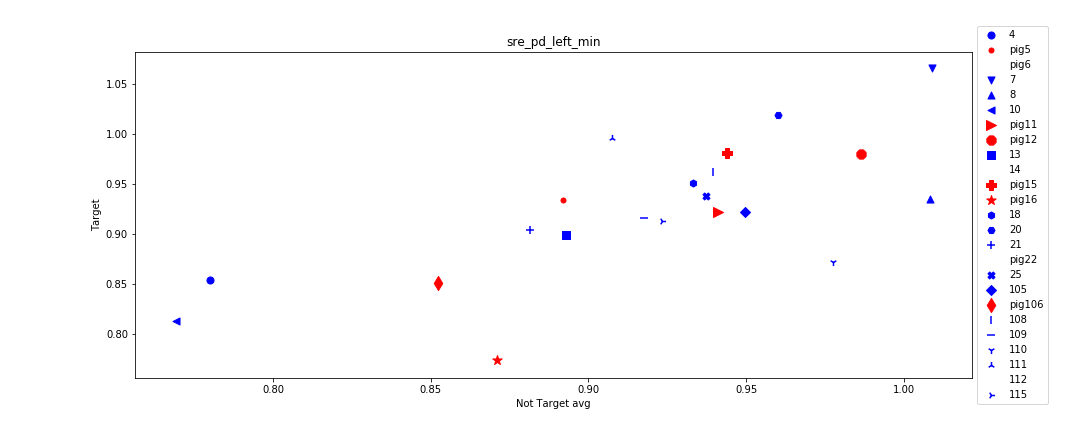 sre_pd_left_min
Target
1.05
1.00
0.95
0.90
0.85
0.80
0.80
0.85
0.90
0.95
1.00
Not Target avg
4
pig5
pig6
7
8
10
pig11
pig12
13
14
pig15
pig16
18
20
21
pig22
25
105
pig106
108
109
110
111
112
115